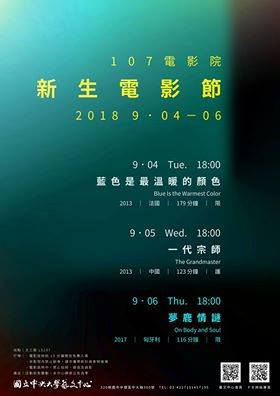 107電影院
新生電影節
2018 9·04－06
9·04 Tue. 18:00
藍色是最溫暖的顏色
Blue Is the Warmest Color
2013 | 法國 | 179分鐘 | 限
9·05 Wed. 18:00
一代宗師
The Grandmaster
2013 | 中國 | 123分鐘 | 護
9·06 Thu. 18:00
夢鹿情謎
On Body and Soul
2017 | 匈牙利 | 116分鐘 | 限
國立中央大學藝文中心